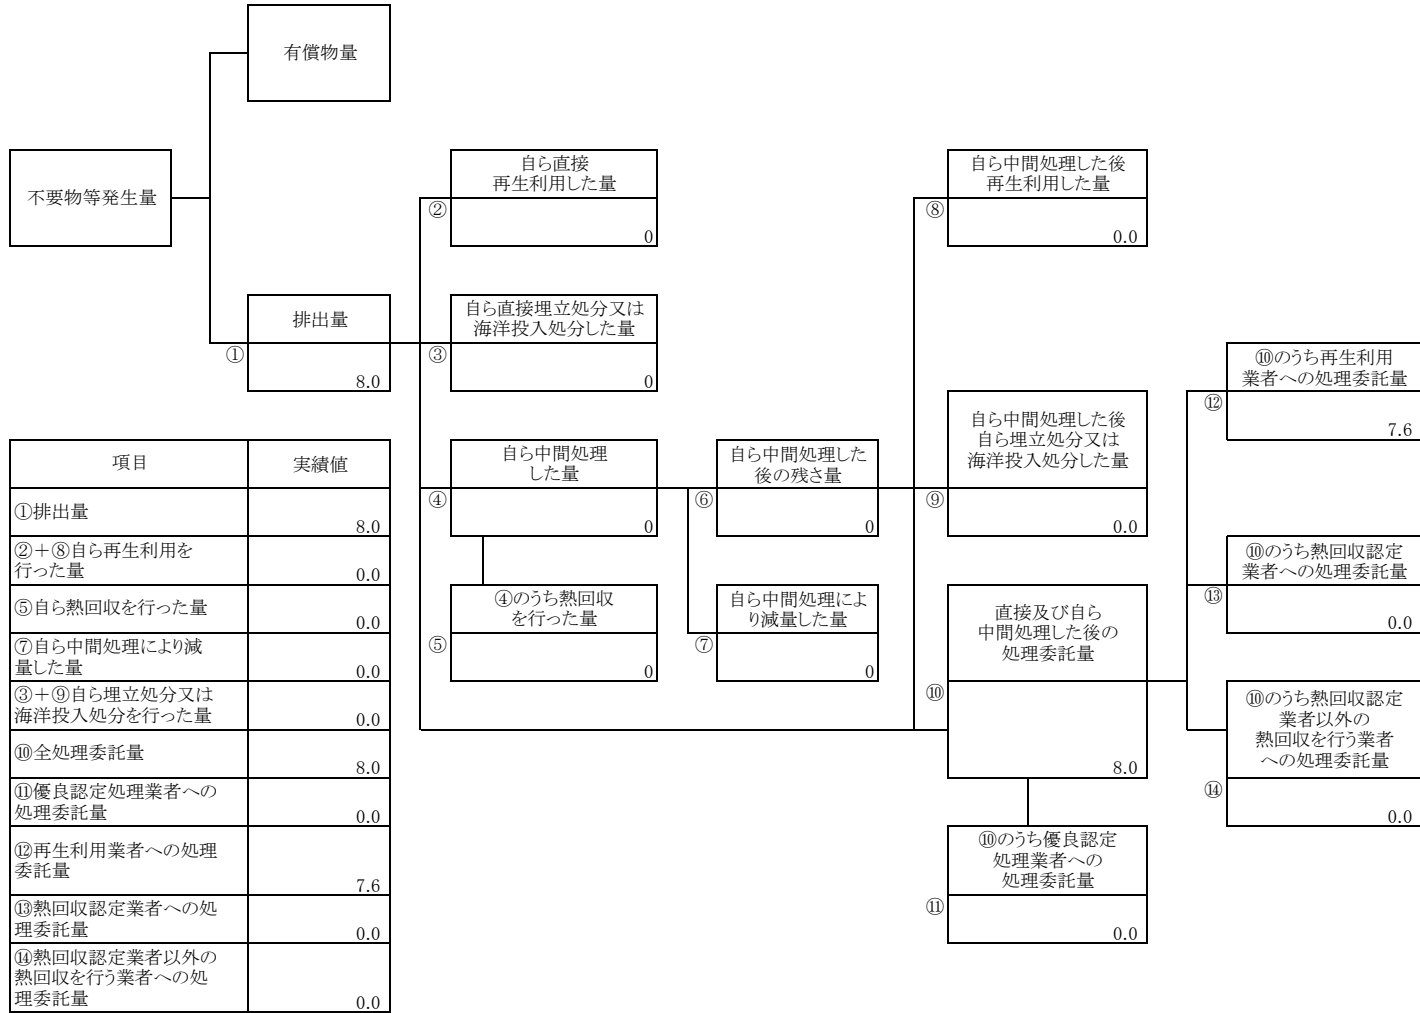 有償物量
不要物等発生量
自ら直接
再生利用した量
②
0
自ら中間処理した後
再生利用した量
⑧
0.0
排出量
①
8.0
自ら直接埋立処分又は
海洋投入処分した量
③
0
⑩のうち再生利用
業者への処理委託量
⑫
7.6
自ら中間処理
した量
④
0
自ら中間処理した
後の残さ量
⑥
0
自ら中間処理した後
自ら埋立処分又は
海洋投入処分した量
⑨
0.0
⑩のうち熱回収認定
業者への処理委託量
⑬
0.0
④のうち熱回収
を行った量
⑤
0
自ら中間処理によ
り減量した量
⑦
0
直接及び自ら
中間処理した後の
処理委託量
⑩
8.0
⑩のうち熱回収認定
業者以外の
熱回収を行う業者
への処理委託量
⑭
0.0
⑩のうち優良認定
処理業者への
処理委託量
⑪
0.0
項目 実績値
①排出量
8.0
②+⑧自ら再生利用を
行った量
0.0
⑤自ら熱回収を行った量
0.0
⑦自ら中間処理により減
量した量
0.0
③+⑨自ら埋立処分又は
海洋投入処分を行った量
0.0
⑩全処理委託量
8.0
⑪優良認定処理業者への
処理委託量
0.0
⑫再生利用業者への処理
委託量
7.6
⑬熱回収認定業者への処
理委託量
0.0
⑭熱回収認定業者以外の
熱回収を行う業者への処
理委託量
0.0